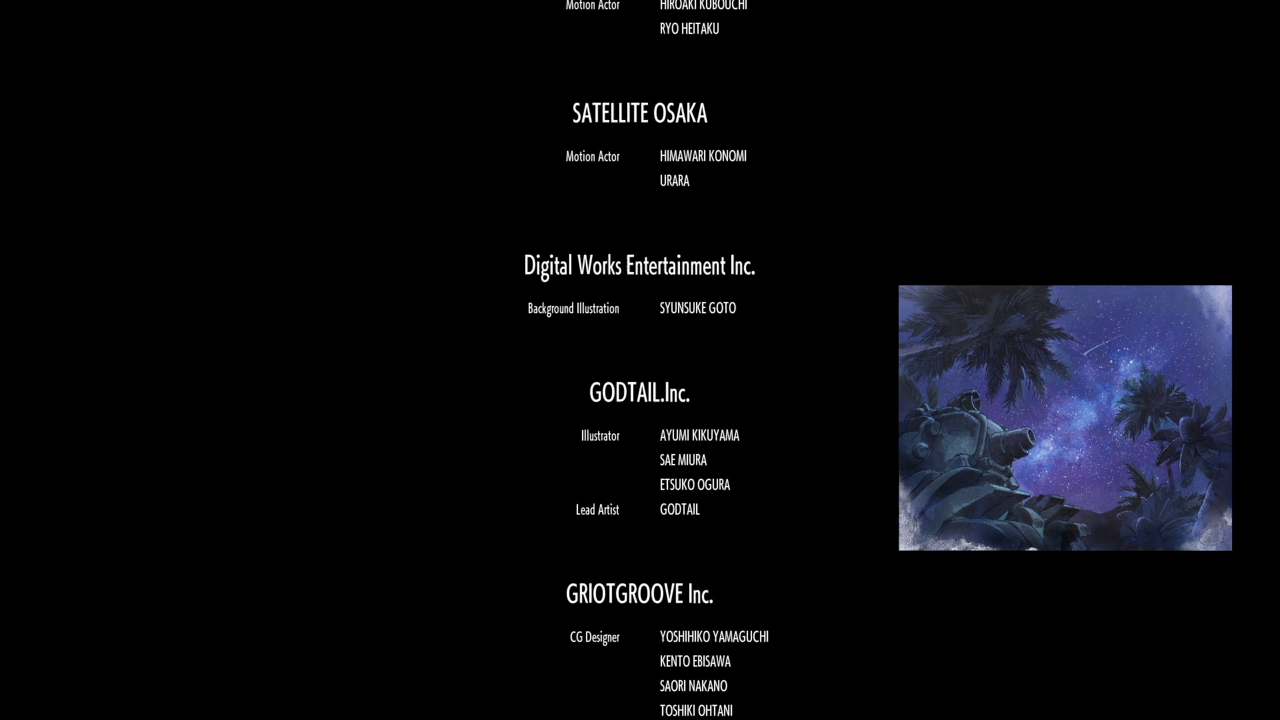 Motion Actor HIROAKI KUBOUCHI
RYO HEITAKU
SATELLITE OSAKA
Motion Actor HIMAWARI KONOMI
URARA
Digital Works Entertainment Inc.
Background Illustration SYUNSUKE GOTO
GODTAIL.Inc.
Illustrator AYUMI KIKUYAMA
SAE MIURA
ETSUKO OGURA
Lead Artist GODTAIL
GRIOTGROOVE Inc.
CG Designer YOSHIHIKO YAMAGUCHI
KENTO EBISAWA
SAORI NAKANO
TOSHIKI OHTANI